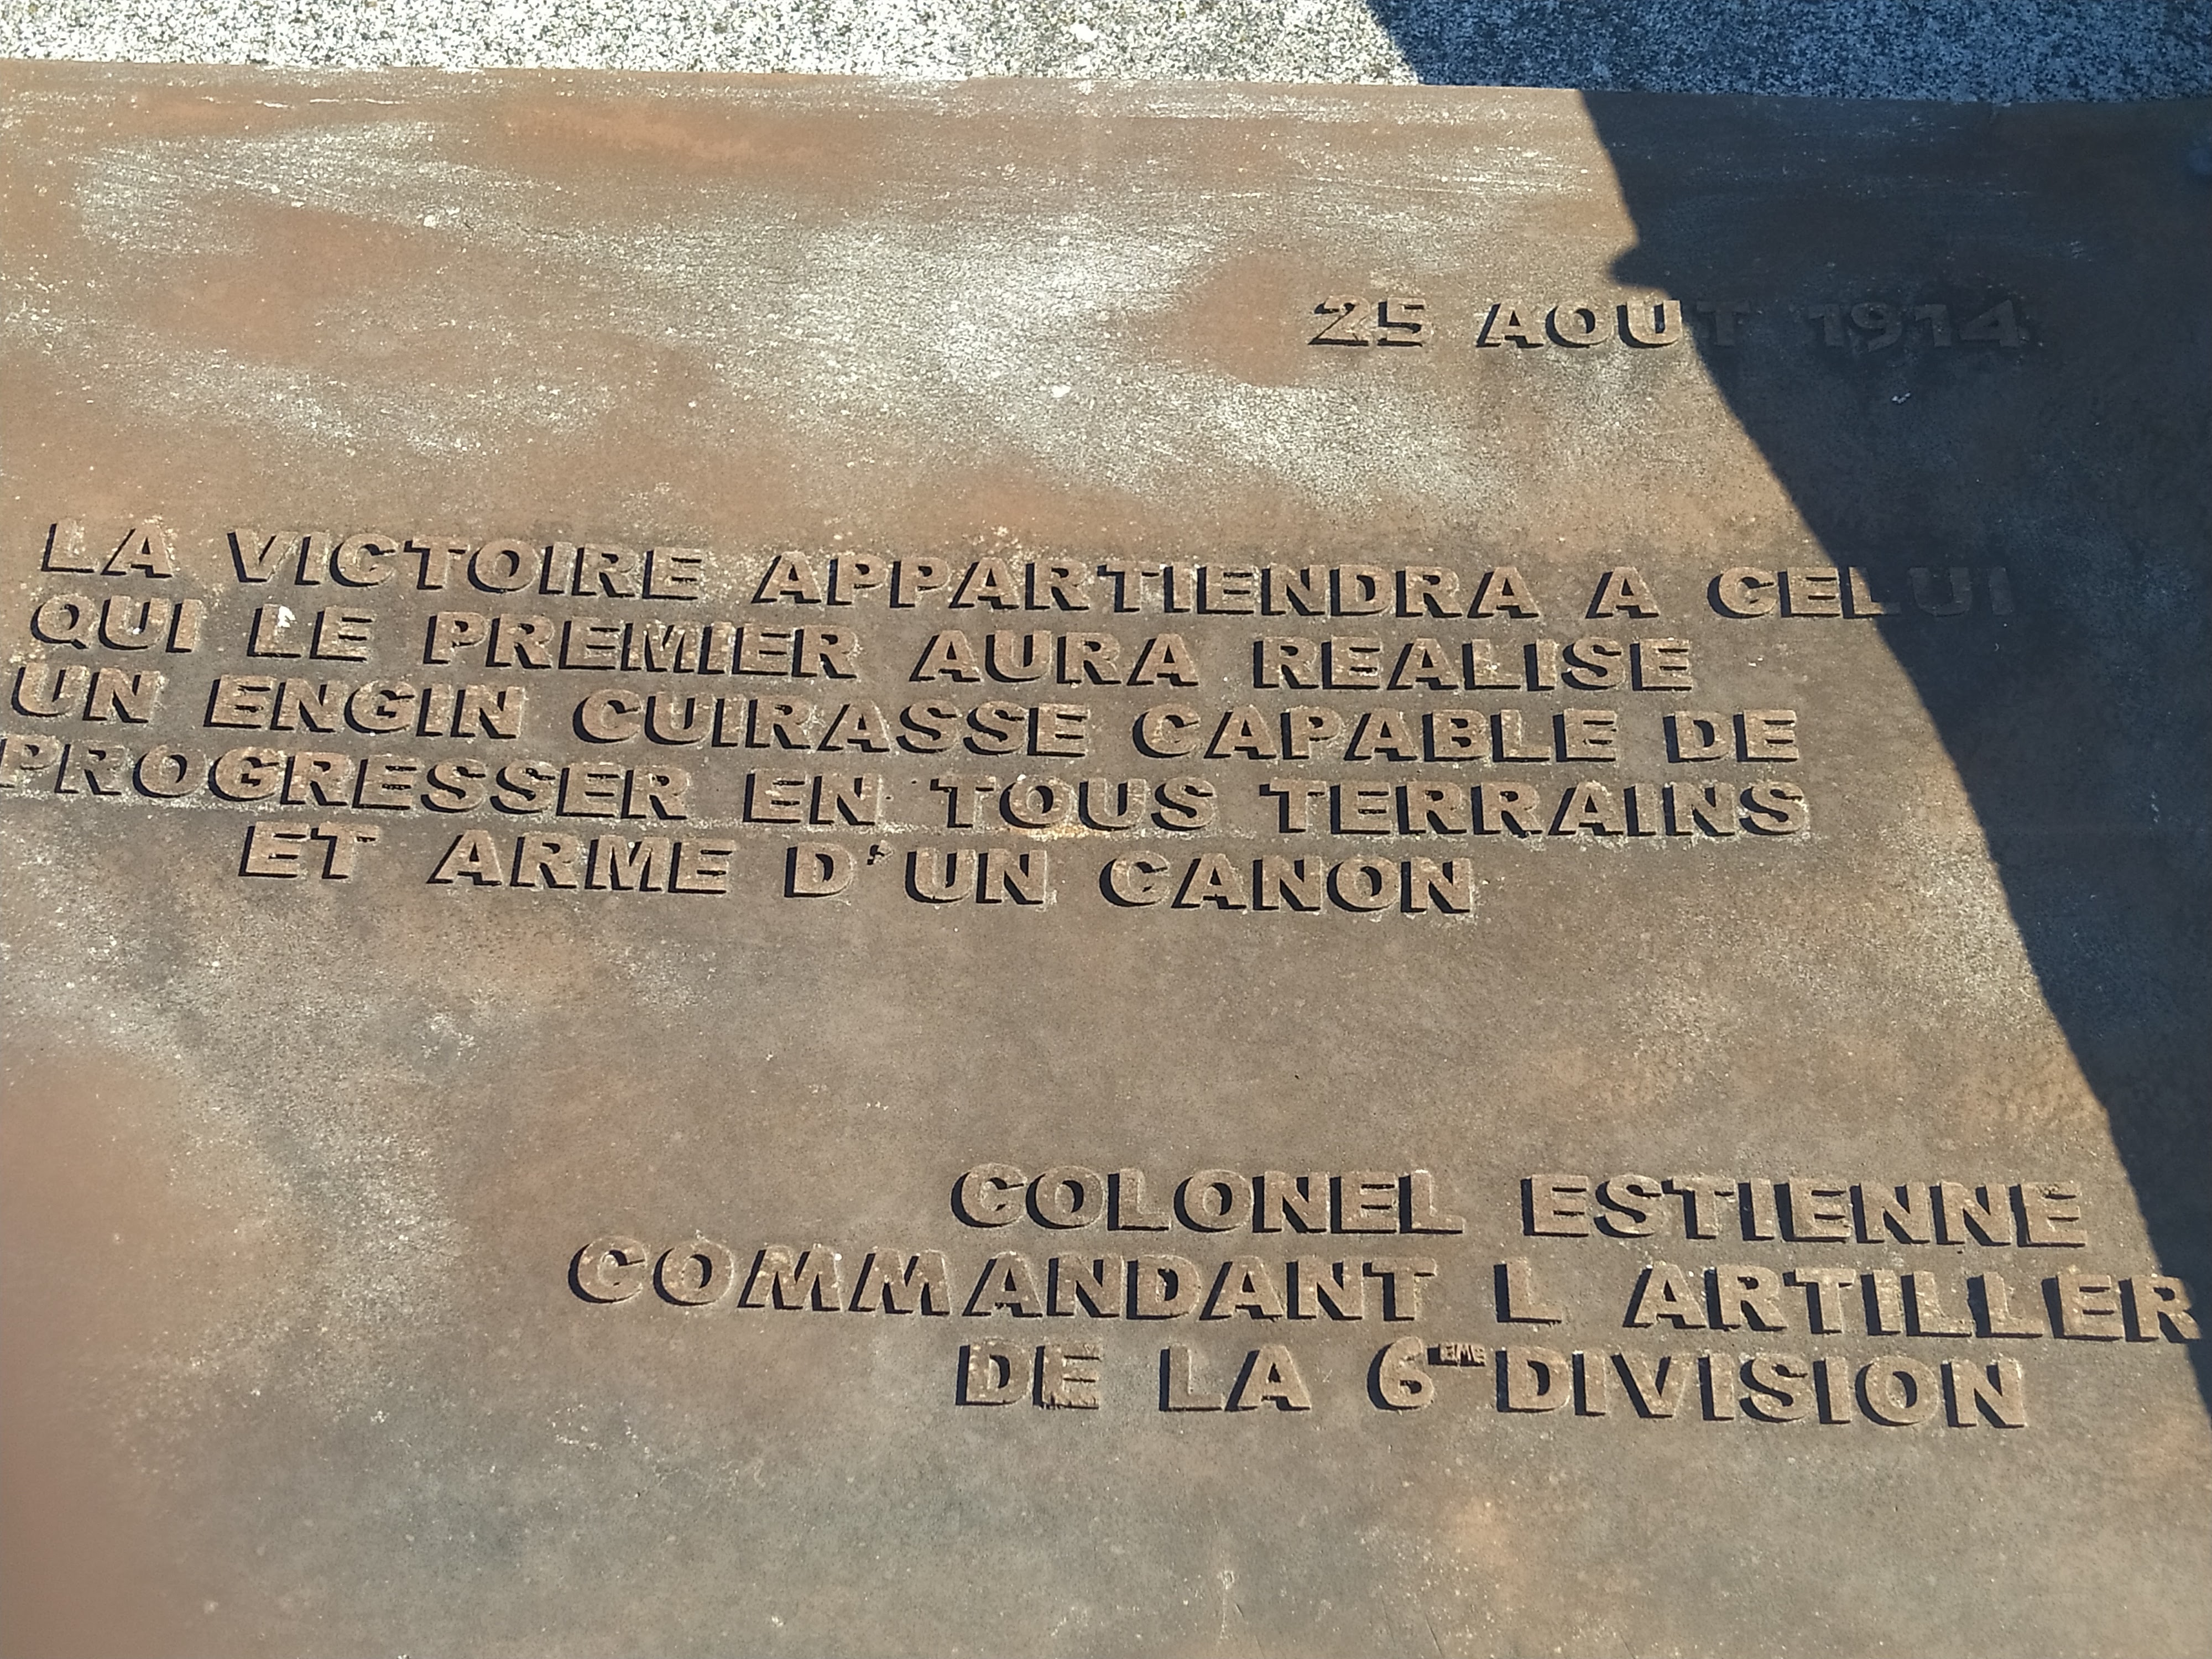 25 AOUT 1914
LA VICTOIRE APPARTIENDRA A CELUI
QUI LE PREMIER AURA REALISE
UN ENGIN CUIRASSE CAPABLE DE
PROGRESSER EN TOUS TERRAINS
ET ARME D'UN CANON
COLONEL ESTIENNE
COMMANDANT L ARTILLER
DE LA 6EME DIVISION